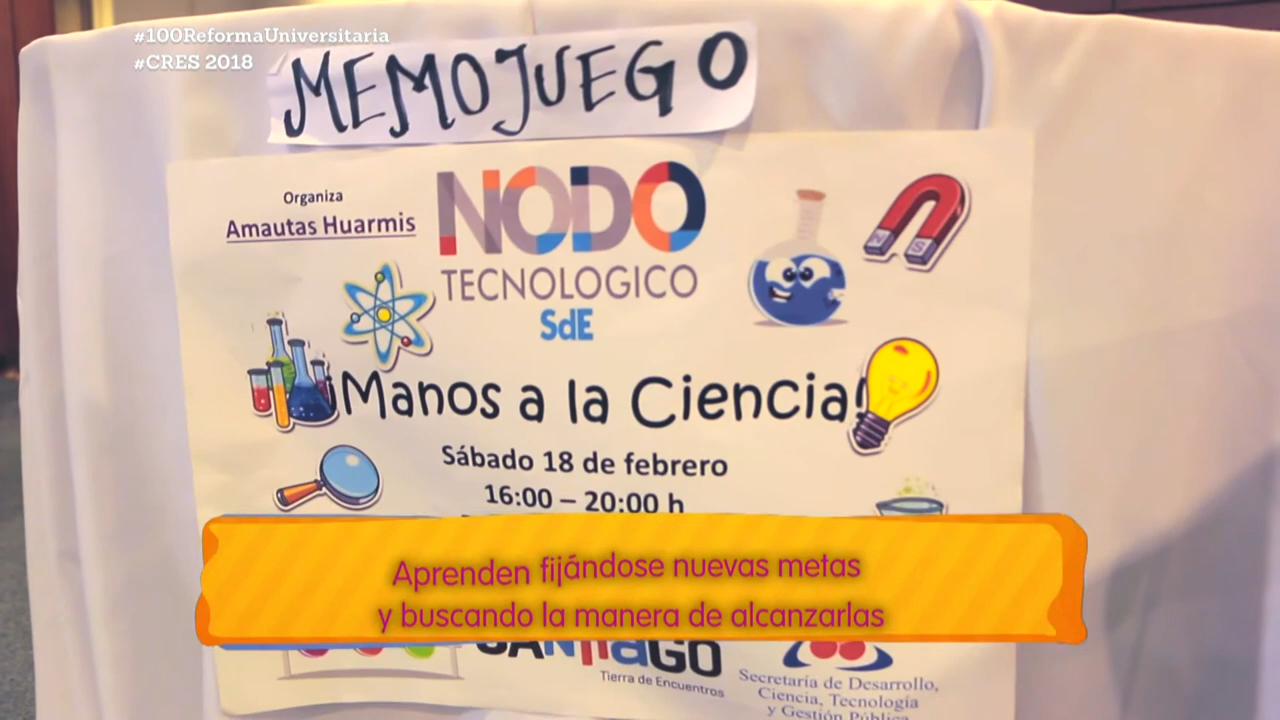 #100ReformaUniversitaria
#CRES 2018
MEMOJUEGO
Organiza
Amautas Huarmis
NODO
TECNOLOGICO
SdE
N S
¡Manos a la Ciencia!
Sábado 18 de febrero
16:00 – 20:00 h
Aprenden fijándose nuevas metas
y buscando la manera de alcanzarlas
SANTIAGO
Tierra de Encuentros
Secretaría de Desarrollo,
Ciencia, Tecnología
y Gestión Pública